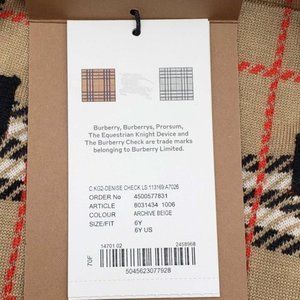 Burberry, Burberrys, Prorsum,
The Equestrian Knight Device and
The Burberry Check are trade marks
belonging to Burberry Limited.
C KG2-DENISE CHECK LS 113169 A7026
ORDER No 4500577831
ARTICLE 8031434 1006
COLOUR ARCHIVE BEIGE
SIZE/FIT 6Y
6Y US
14701 02 2458968
70F
5045623077928